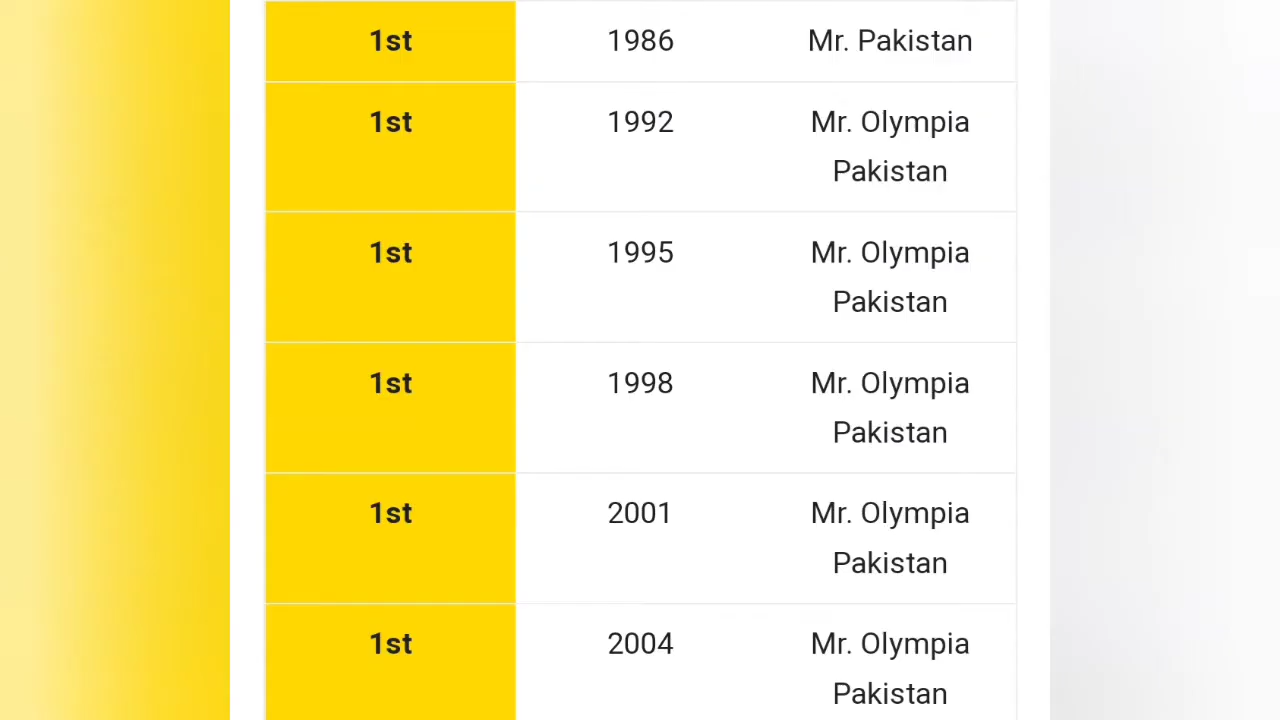 1st 1986 Mr. Pakistan
1st 1992 Mr. Olympia
Pakistan
1st 1995 Mr. Olympia
Pakistan
1st 1998 Mr. Olympia
Pakistan
1st 2001 Mr. Olympia
Pakistan
1st 2004 Mr. Olympia
Pakistan